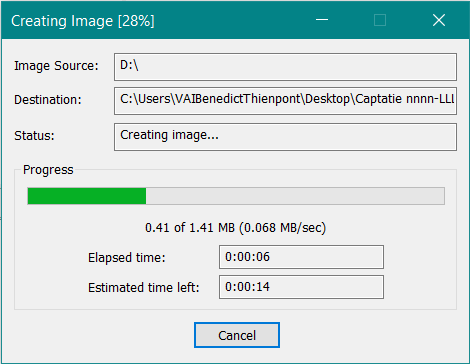 Creating Image [28%]
Image Source: D:\
Destination: C:\Users\VAIBenedictThienpont\Desktop\Captatie nnnn-LLL
Status: Creating image...
Progress
0.41 of 1.41 MB (0.068 MB/sec)
Elapsed time: 0:00:06
Estimated time left: 0:00:14
Cancel